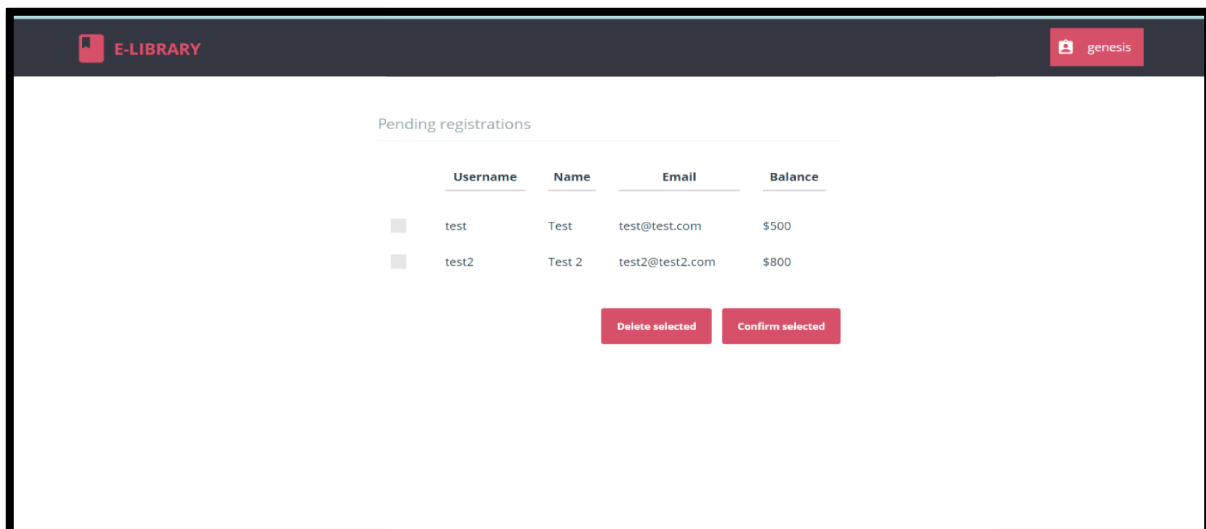 E-LIBRARY genesis
Pending registrations
Username Name Email Balance
test Test test@test.com $500
test2 Test 2 test2@test2.com $800
Delete selected Confirm selected